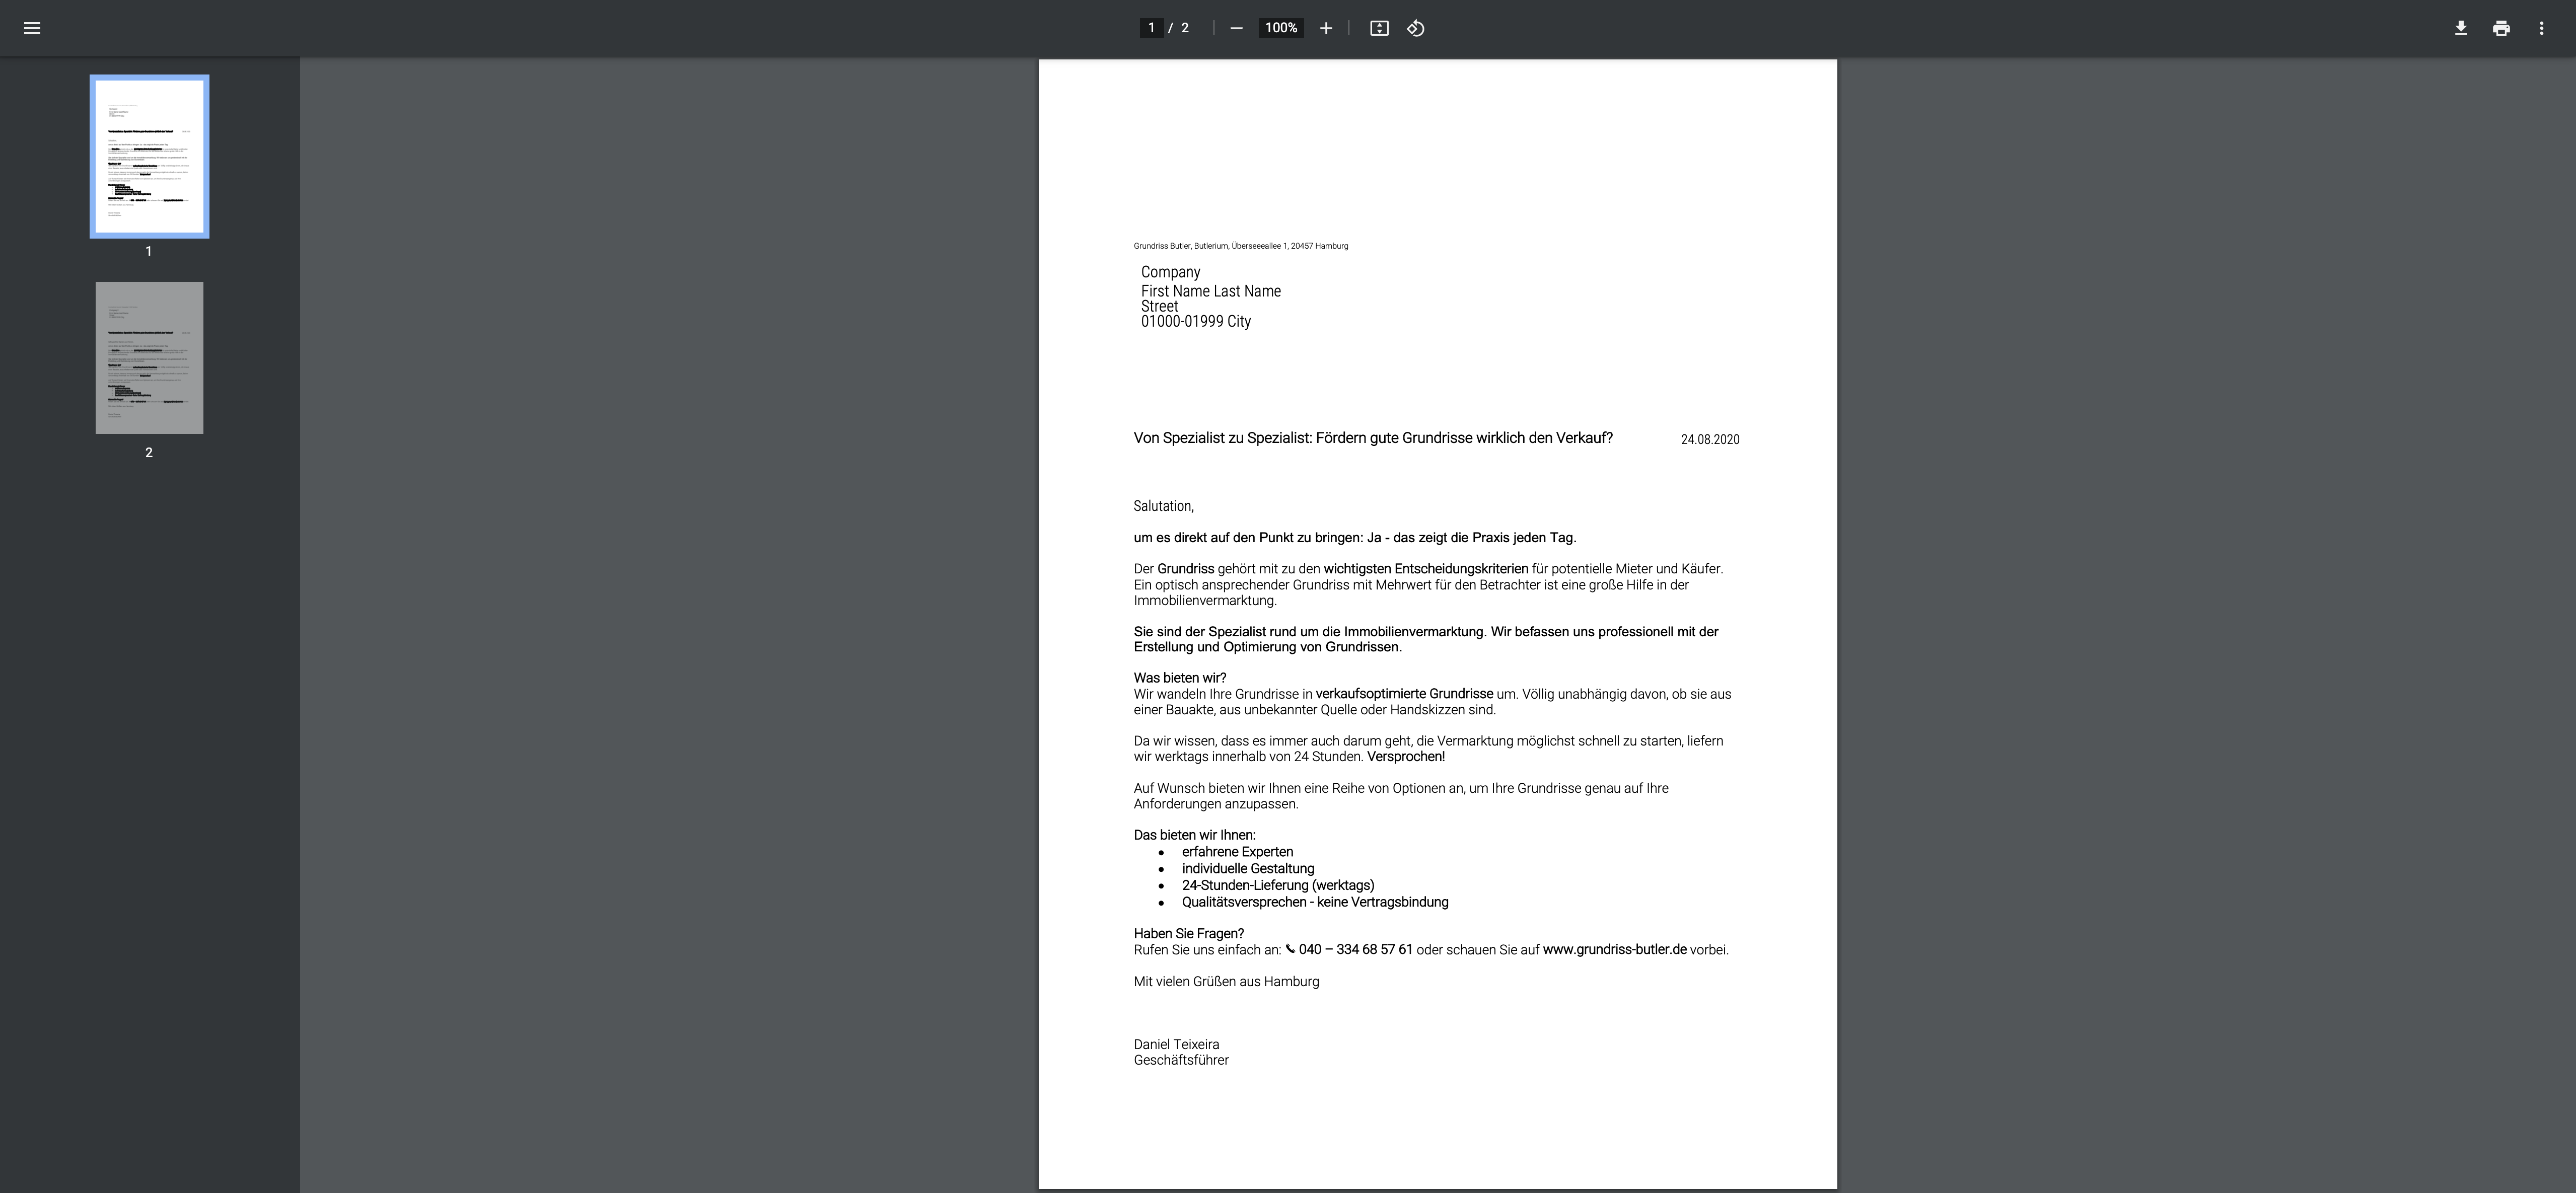 1 / 2
100%
1
2
Grundriss Butler, Butlerium, Überseeeallee 1, 20457 Hamburg
Company
First Name Last Name
Street
01000-01999 City
Von Spezialist zu Spezialist: Fördern gute Grundrisse wirklich den Verkauf? 24.08.2020
Salutation,
um es direkt auf den Punkt zu bringen: Ja - das zeigt die Praxis jeden Tag.
Der Grundriss gehört mit zu den wichtigsten Entscheidungskriterien für potentielle Mieter und Käufer.
Ein optisch ansprechender Grundriss mit Mehrwert für den Betrachter ist eine große Hilfe in der
Immobilienvermarktung.
Sie sind der Spezialist rund um die Immobilienvermarktung. Wir befassen uns professionell mit der
Erstellung und Optimierung von Grundrissen.
Was bieten wir?
Wir wandeln Ihre Grundrisse in verkaufsoptimierte Grundrisse um. Völlig unabhängig davon, ob sie aus
einer Bauakte, aus unbekannter Quelle oder Handskizzen sind.
Da wir wissen, dass es immer auch darum geht, die Vermarktung möglichst schnell zu starten, liefern
wir werktags innerhalb von 24 Stunden. Versprochen!
Auf Wunsch bieten wir Ihnen eine Reihe von Optionen an, um Ihre Grundrisse genau auf Ihre
Anforderungen anzupassen.
Das bieten wir Ihnen:
● erfahrene Experten
● individuelle Gestaltung
● 24-Stunden-Lieferung (werktags)
● Qualitätsversprechen - keine Vertragsbindung
Haben Sie Fragen?
Rufen Sie uns einfach an: 📞 040 – 334 68 57 61 oder schauen Sie auf www.grundriss-butler.de vorbei.
Mit vielen Grüßen aus Hamburg
Daniel Teixeira
Geschäftsführer